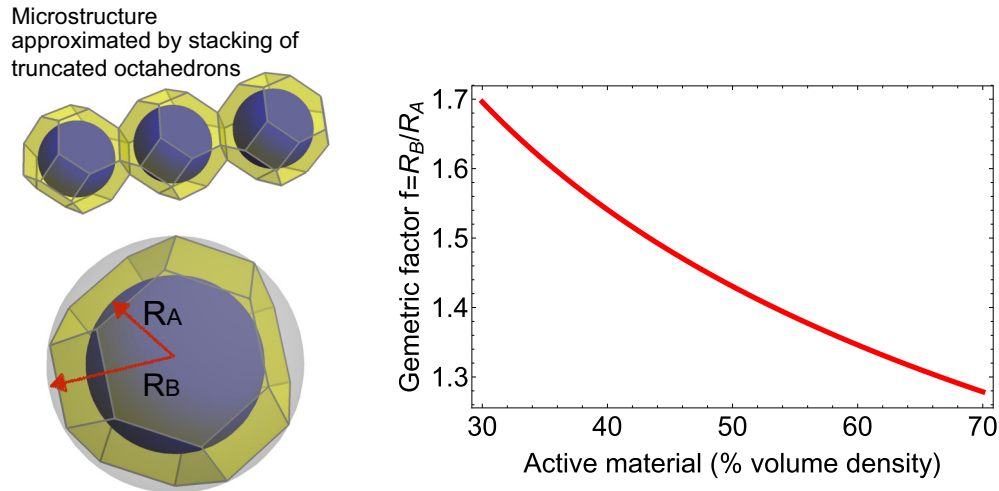 Microstructure
approximated by stacking of
truncated octahedrons
RA
RB
Gemetric factor f=RB/RA
1.7
1.6
1.5
1.4
1.3
30 40 50 60 70
Active material (% volume density)